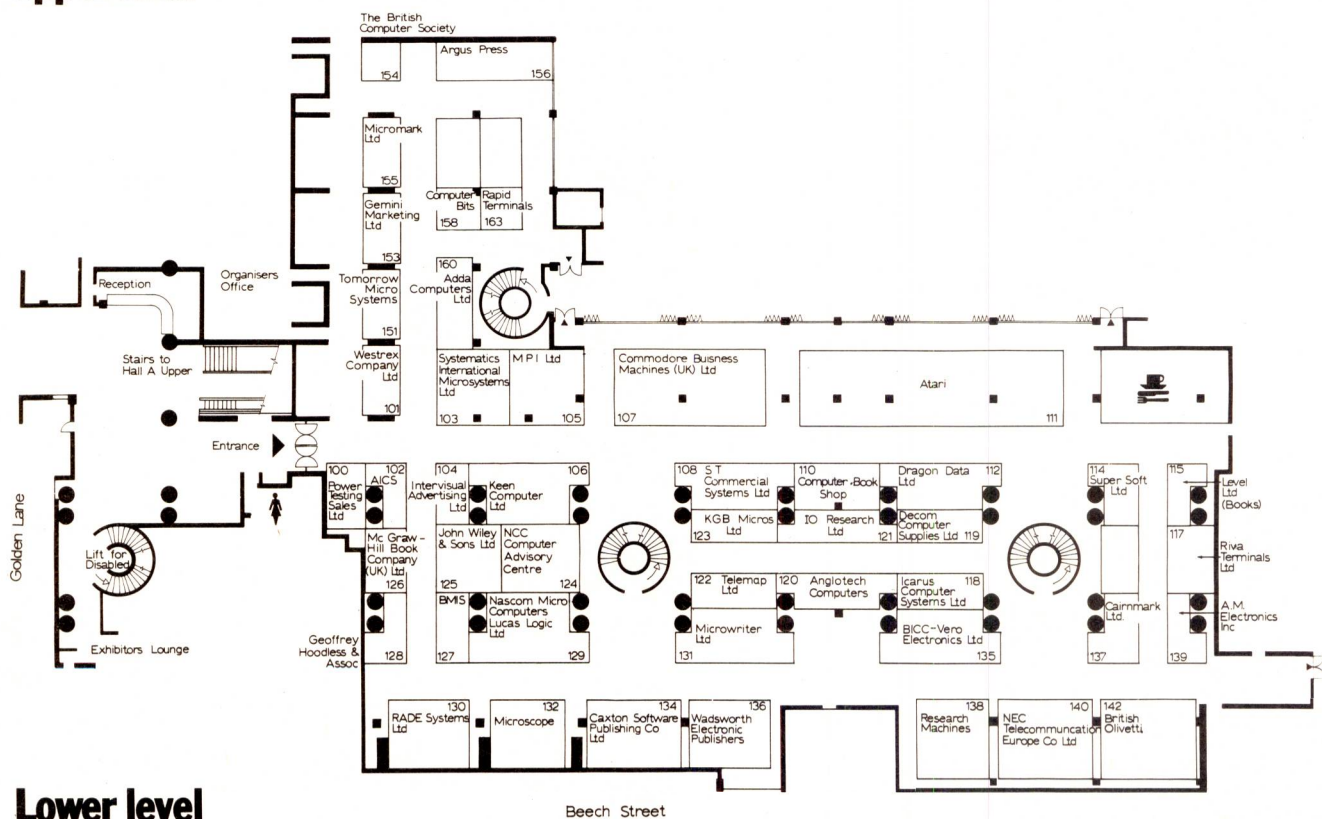 The British
Computer Society
154
Argus Press
156
Micromark
Ltd
155
Computer
Bits
158
Rapid
Terminals
163
Gemini
Marketing
Ltd
153
Reception
Organisers
Office
Tomorrow
Micro
Systems
151
160
Adda
Computers
Ltd
Stairs to
Hall A Upper
Westrex
Company
Ltd
101
Systematics
International
Microsystems
Ltd
103
M P I Ltd
105
Commodore Buisness
Machines (UK) Ltd
107
Atari
111
Entrance
Golden Lane
100
Power
Testing
Sales
Ltd
102
AICS
104
Intervisual
Advertising
Ltd
106
Keen
Computer
Ltd
108 S T
Commercial
Systems Ltd
110
Computer Book
Shop
Dragon Data
Ltd
112
114
Super Soft
Ltd
115
Level
Ltd
(Books)
KGB Micros
Ltd
123
IO Research
Ltd
121
Decom
Computer
Supplies Ltd 119
117
Riva
Terminals
Ltd
Lift for
Disabled
Mc Graw-
Hill Book
Company
(UK) Ltd
126
John Wiley
& Sons Ltd
125
NCC
Computer
Advisory
Centre
124
122 Telemap
Ltd
120 Anglotech
Computers
Icarus 118
Computer
Systems Ltd
BMIS
127
Nascom Micro
Computers
Lucas Logic
Ltd
129
Microwriter
Ltd
131
BICC-Vero
Electronics Ltd
135
Cairnmark
Ltd.
137
A.M.
Electronics
Inc
139
Exhibitors Lounge
Geoffrey
Hoodless &
Assoc
128
130
RADE Systems
Ltd
132
Microscope
134
Caxton Software
Publishing Co
Ltd
136
Wadsworth
Electronic
Publishers
138
Research
Machines
140
NEC
Telecommuncation
Europe Co Ltd
142
British
Olivetti
Lower level
Beech Street